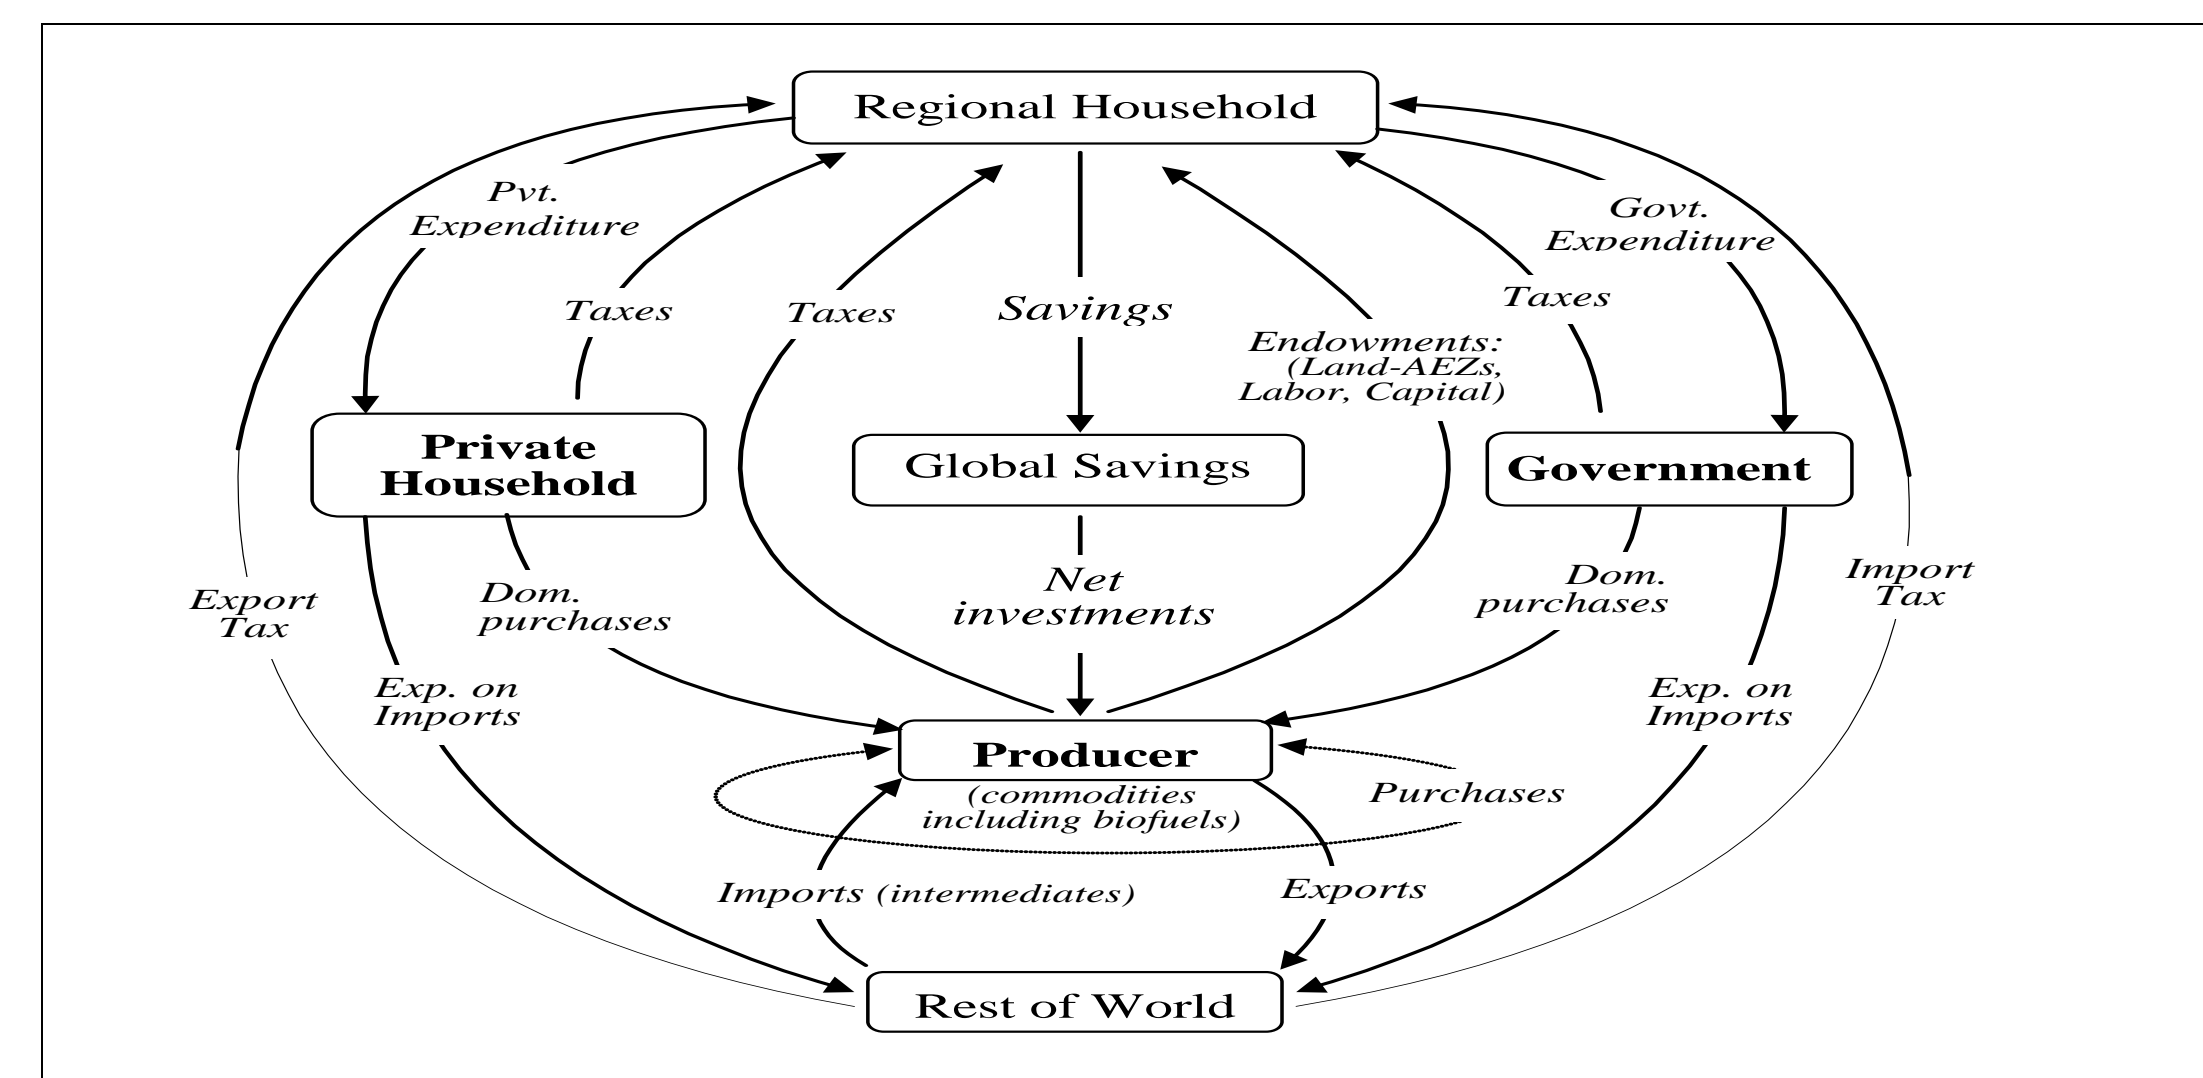 Regional Household
Pvt.
Expenditure
Govt.
Expenditure
Taxes
Taxes
Savings
Taxes
Endowments:
(Land-AEZs,
Labor, Capital)
Private
Household
Global Savings
Government
Export
Tax
Dom.
purchases
Net
investments
Dom.
purchases
Import
Tax
Exp. on
Imports
Exp. on
Imports
Producer
(commodities
including biofuels)
Purchases
Imports (intermediates)
Exports
Rest of World